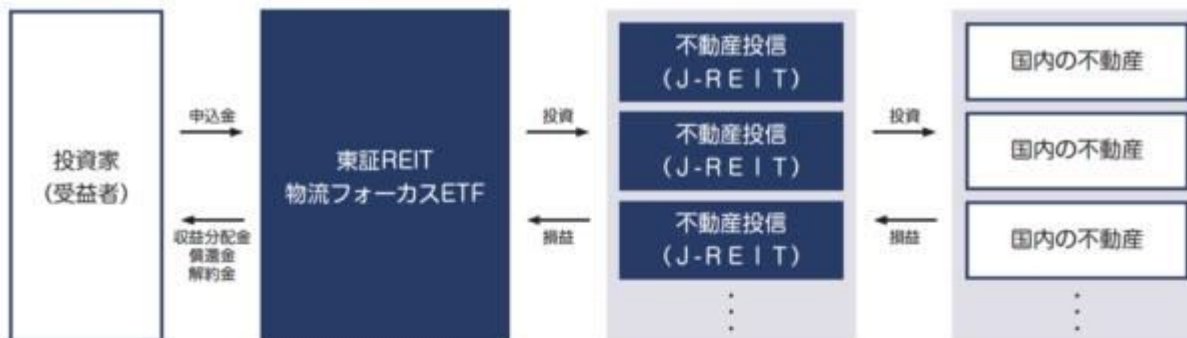 投資家
(受益者)
申込金
収益分配金
償還金
解約金
東証REIT
物流フォーカスETF
投資
損益
不動産投信
(J-REIT)
不動産投信
(J-REIT)
不動産投信
(J-REIT)
投資
損益
国内の不動産
国内の不動産
国内の不動産